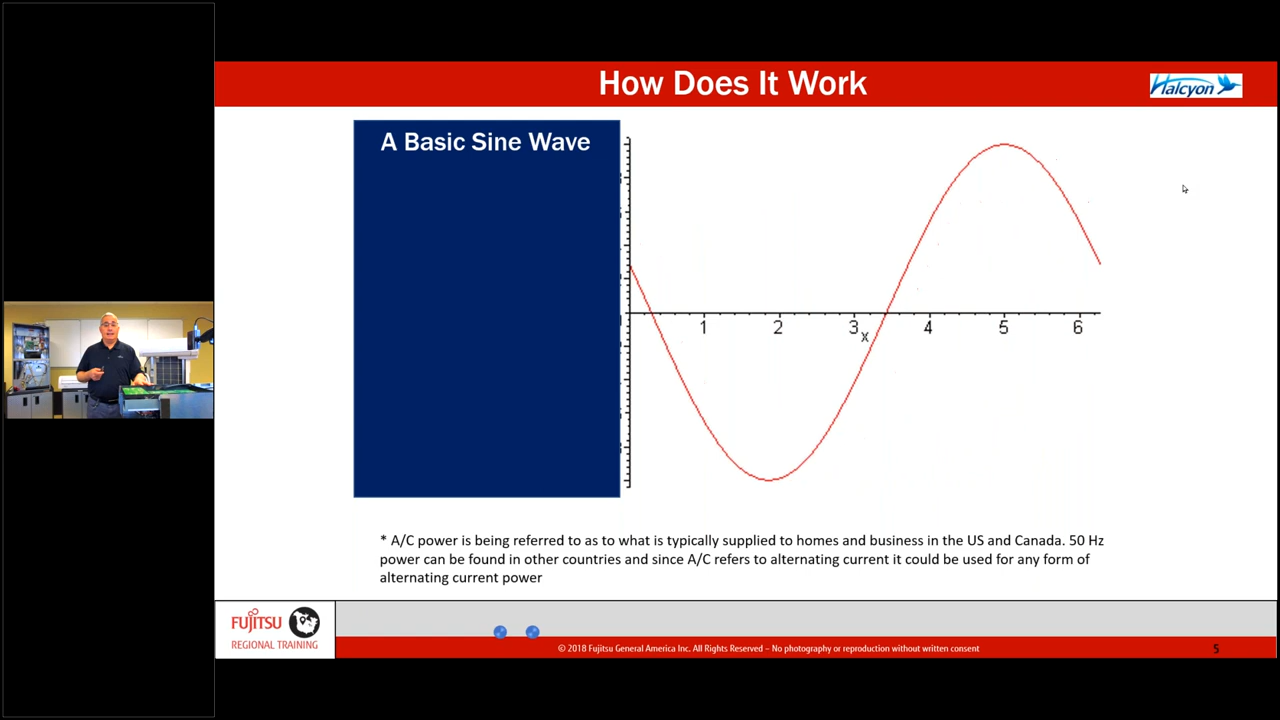 How Does It Work
Halcyon
A Basic Sine Wave
1 2 3 4 5 6
x
* A/C power is being referred to as to what is typically supplied to homes and business in the US and Canada. 50 Hz
power can be found in other countries and since A/C refers to alternating current it could be used for any form of
alternating current power
FUJITSU
REGIONAL TRAINING
© 2018 Fujitsu General America Inc. All Rights Reserved – No photography or reproduction without written consent
5